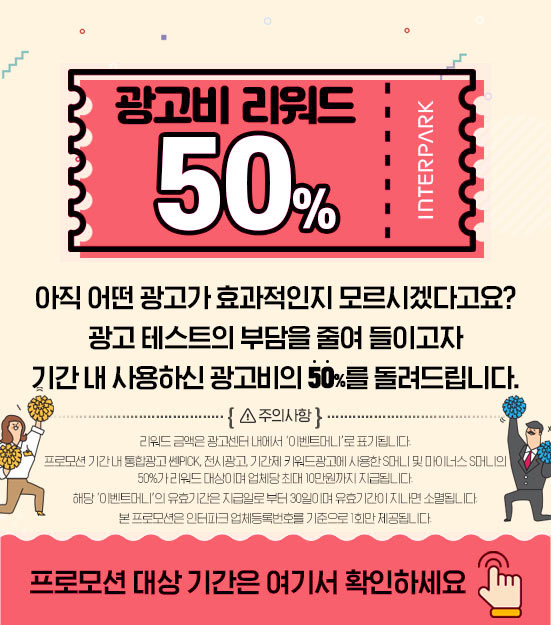 광고비 리워드
50%
INTERPARK
아직 어떤 광고가 효과적인지 모르시겠다고요?
광고 테스트의 부담을 줄여 들이고자
기간 내 사용하신 광고비의 50%를 돌려드립니다.
{ ⚠ 주의사항 }
리워드 금액은 광고센터 내에서 '이벤트머니'로 표기됩니다.
프로모션 기간 내 통합광고 쎈PICK, 전시광고, 기간제 키워드광고에 사용한 S머니 및 마이너스 S머니의
50%가 리워드 대상이며 업체당 최대 10만원까지 지급됩니다.
해당 '이벤트머니'의 유효기간은 지급일로 부터 30일이며 유효기간이 지나면 소멸됩니다.
본 프로모션은 인터파크 업체등록번호를 기준으로 1회만 제공됩니다.
프로모션 대상 기간은 여기서 확인하세요